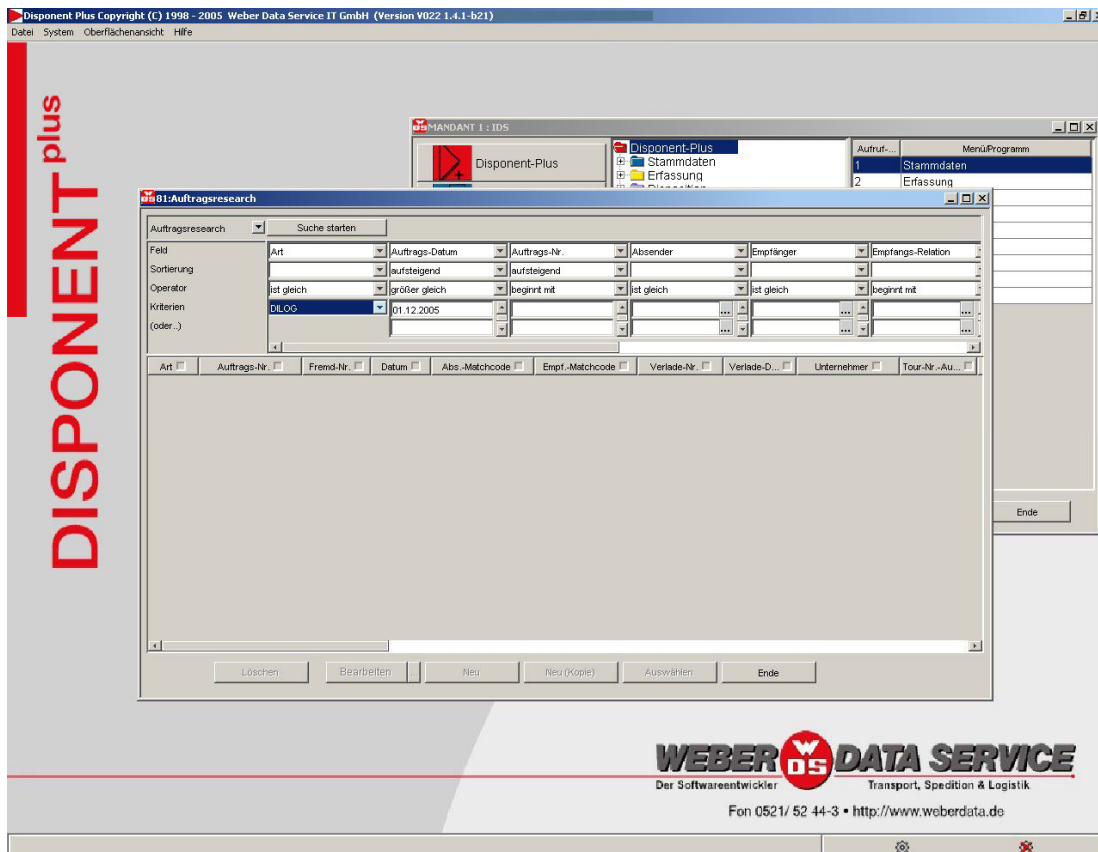 Disponent Plus Copyright (C) 1998 - 2005 Weber Data Service IT GmbH (Version V022 1.4.1-b21)
Datei System Oberflächenansicht Hilfe
DISPONENT plus
MANDANT 1 : IDS
Disponent-Plus
Disponent-Plus
Stammdaten
Erfassung
Disposition
Aufruf-... Menü/Programm
1 Stammdaten
2 Erfassung
81:Auftragsresearch
Auftragsresearch Suche starten
Feld Art Auftrags-Datum Auftrags-Nr. Absender Empfänger Empfangs-Relation
Sortierung aufsteigend aufsteigend
Operator ist gleich größer gleich beginnt mit ist gleich ist gleich beginnt mit
Kriterien DILOG 01.12.2005 ... ... ...
(oder..) ... ... ...
Art Auftrags-Nr. Fremd-Nr. Datum Abs.-Matchcode Empf.-Matchcode Verlade-Nr. Verlade-D... Unternehmer Tour-Nr.-Au...
Ende
Löschen Bearbeiten ... Neu Neu (Kopie) Auswählen Ende
WEBER WDS DATA SERVICE
Der Softwareentwickler Transport, Spedition & Logistik
Fon 0521/ 52 44-3 • http://www.weberdata.de